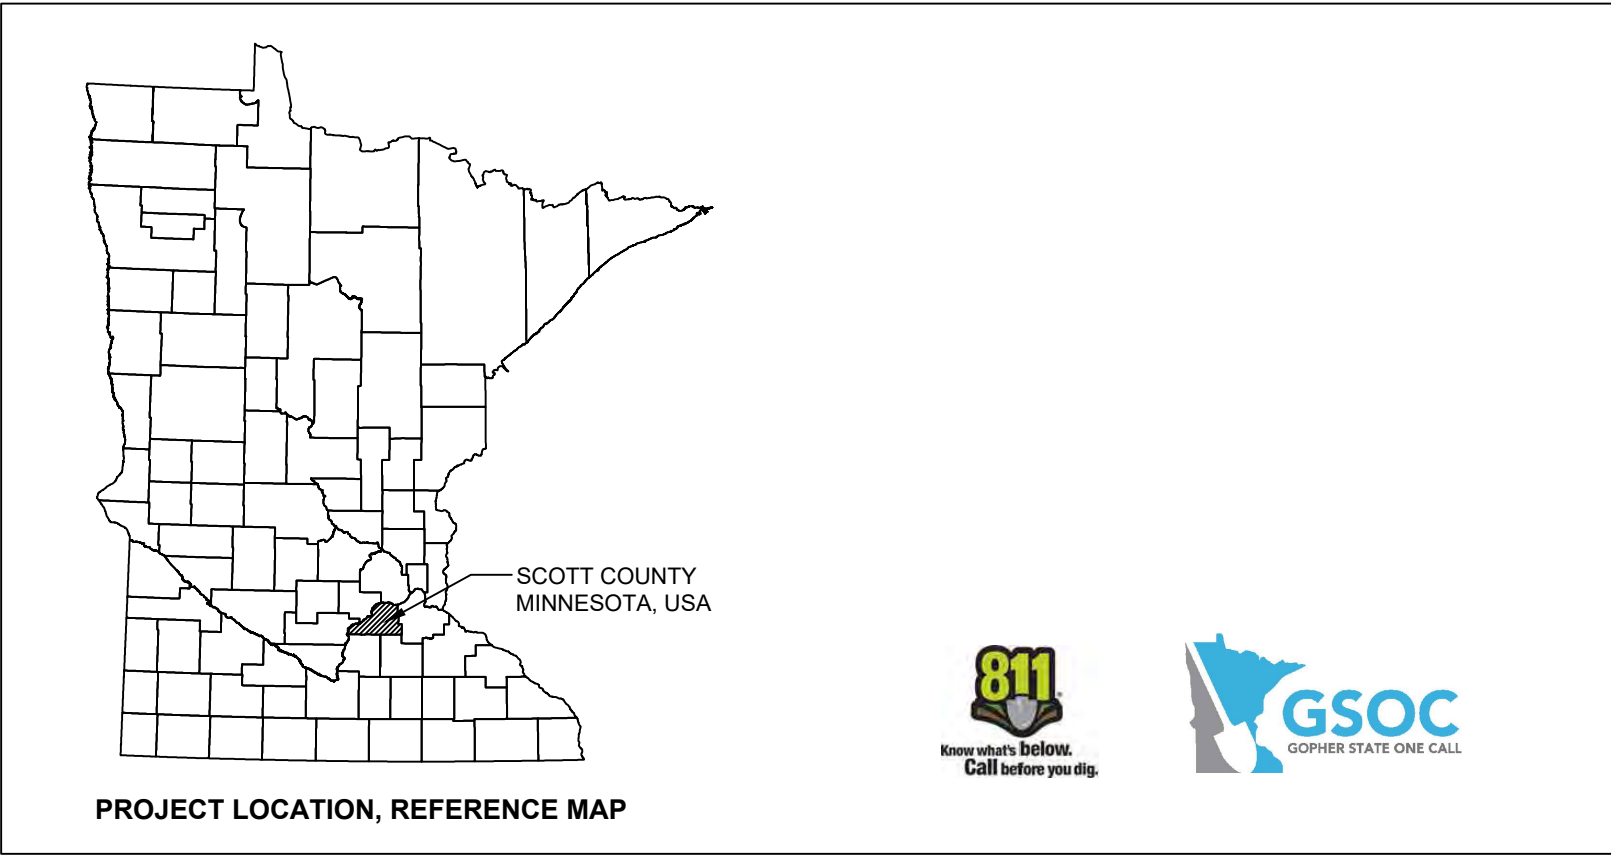 SCOTT COUNTY
MINNESOTA, USA
811
Know what's below.
Call before you dig.
GSOC
GOPHER STATE ONE CALL
PROJECT LOCATION, REFERENCE MAP